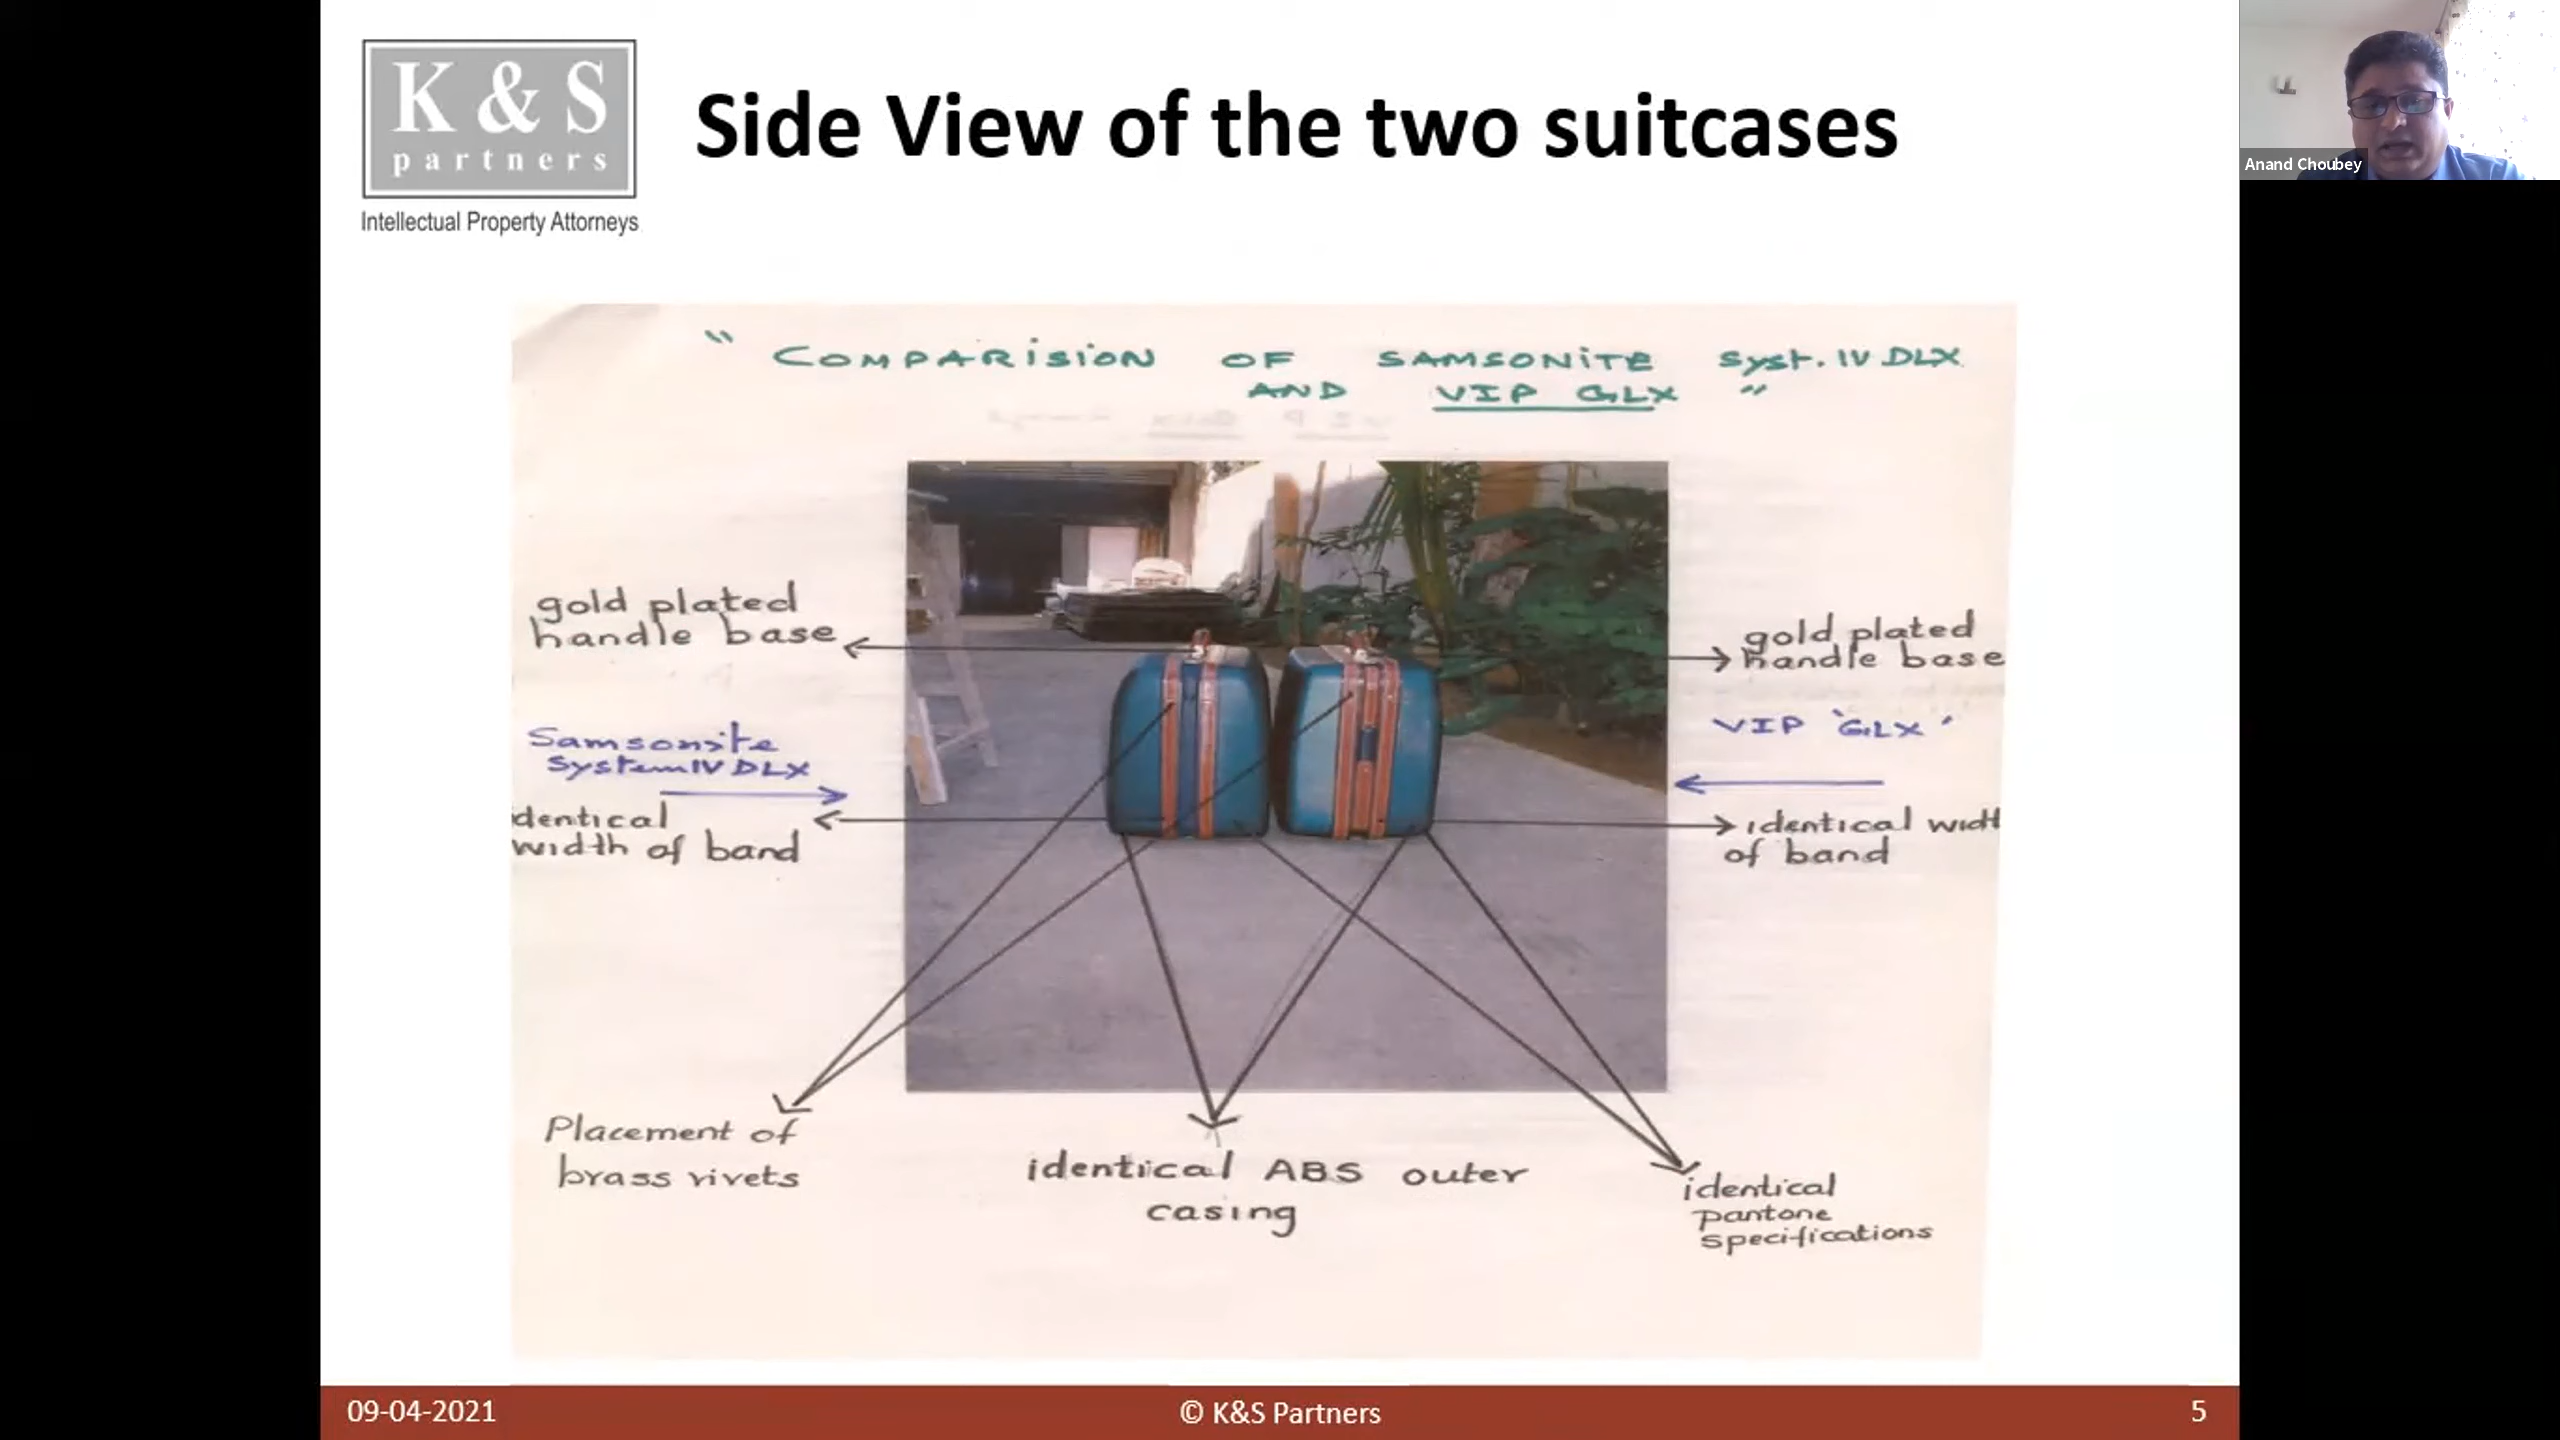 K & S
partners
Intellectual Property Attorneys
Side View of the two suitcases
Anand Choubey
" COMPARISION OF SAMSONITE Syst. IV DLX
AND VIP GLX "
gold plated
handle base
gold plated
handle base
Samsonite
System IV DLX
VIP 'GLX'
identical
width of band
identical widt
of band
Placement of
brass rivets
identical ABS outer
casing
identical
pantone
specifications
09-04-2021
© K&S Partners
5